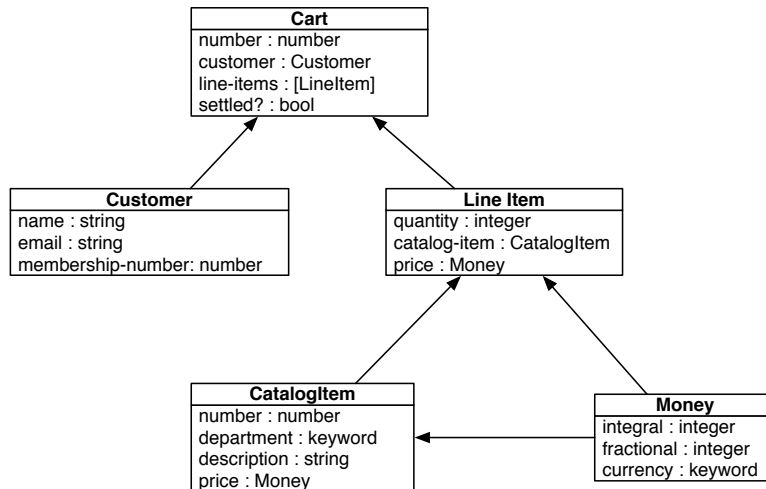 Cart
number : number
customer : Customer
line-items : [LineItem]
settled? : bool
Customer
name : string
email : string
membership-number: number
Line Item
quantity : integer
catalog-item : CatalogItem
price : Money
CatalogItem
number : number
department : keyword
description : string
price : Money
Money
integral : integer
fractional : integer
currency : keyword